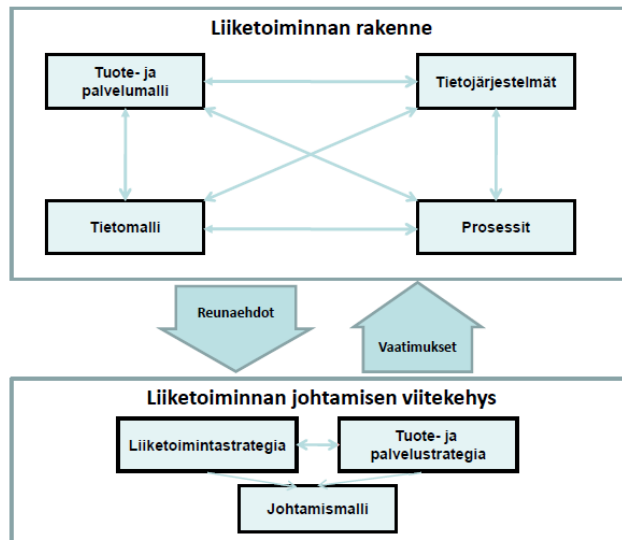 Liiketoiminnan rakenne
Tuote- ja
palvelumalli
Tietojärjestelmät
Tietomalli
Prosessit
Reunaehdot
Vaatimukset
Liiketoiminnan johtamisen viitekehys
Liiketoimintastrategia
Tuote- ja
palvelustrategia
Johtamismalli